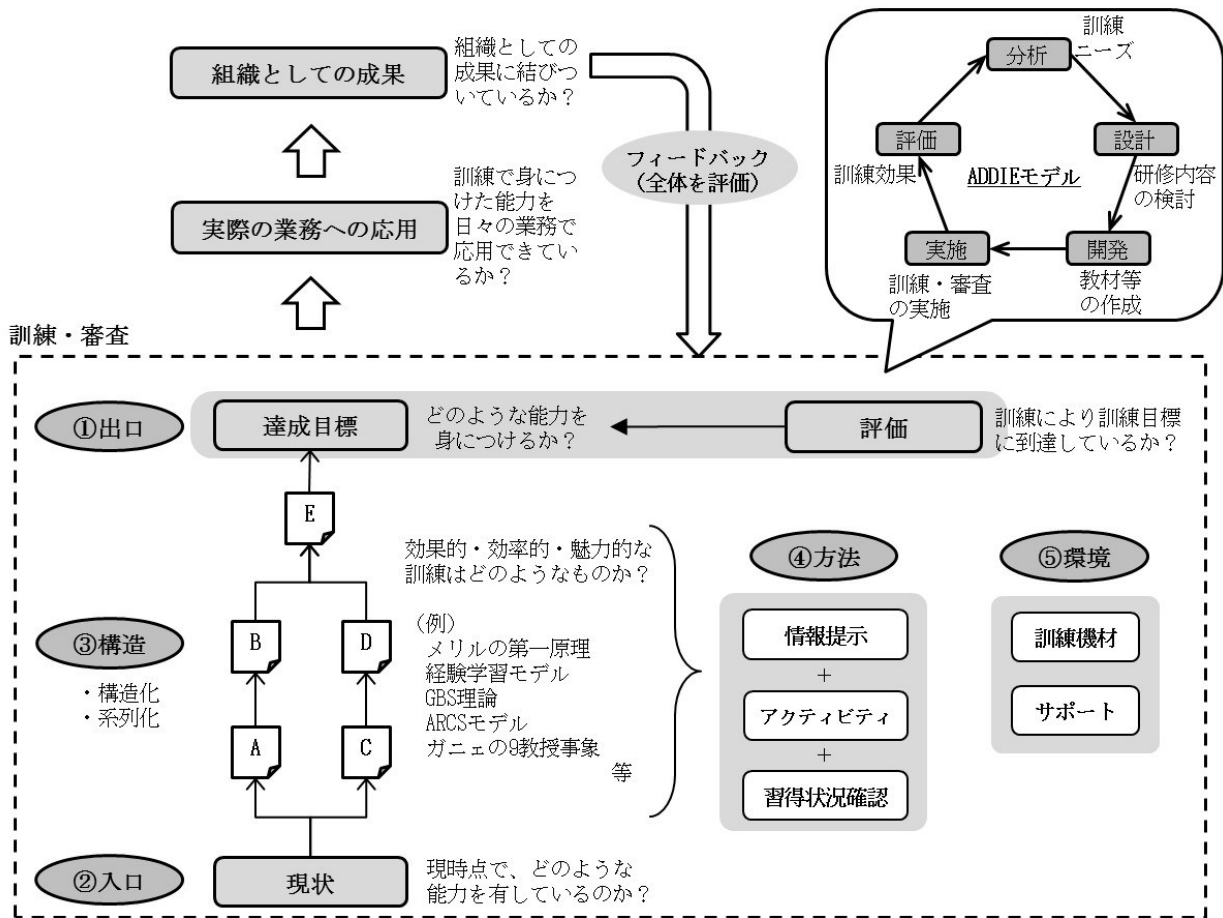 組織としての成果
組織としての
成果に結びつ
いているか？
実際の業務への応用
訓練で身につ
けた能力を
日々の業務で
応用できてい
るか？
フィードバック
(全体を評価)
分析
訓練
ニーズ
設計
研修内容
の検討
開発
教材等
の作成
実施
訓練・審査
の実施
評価
訓練効果
ADDIEモデル
訓練・審査
①出口
達成目標
どのような能力を
身につけるか？
評価
訓練により訓練目標
に到達しているか？
E
B
D
A
C
③構造
・構造化
・系列化
効果的・効率的・魅力的な
訓練はどのようなものか？
（例）
メリルの第一原理
経験学習モデル
GBS理論
ARCSモデル
ガニェの9教授事象
等
④方法
情報提示
+
アクティビティ
+
習得状況確認
⑤環境
訓練機材
サポート
②入口
現状
現時点で、どのような
能力を有しているのか？